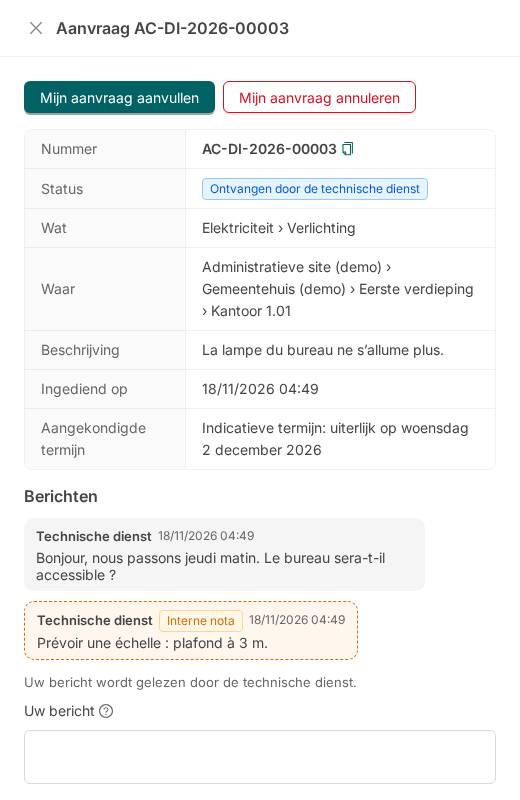 Aanvraag AC-DI-2026-00003
Mijn aanvraag aanvullen
Mijn aanvraag annuleren
Nummer
AC-DI-2026-00003
Status
Ontvangen door de technische dienst
Wat
Elektriciteit › Verlichting
Waar
Administratieve site (demo) ›
Gemeentehuis (demo) › Eerste verdieping
› Kantoor 1.01
Beschrijving
La lampe du bureau ne s’allume plus.
Ingediend op
18/11/2026 04:49
Aangekondigde
termijn
Indicatieve termijn: uiterlijk op woensdag
2 december 2026
Berichten
Technische dienst 18/11/2026 04:49
Bonjour, nous passons jeudi matin. Le bureau sera-t-il
accessible ?
Technische dienst Interne nota 18/11/2026 04:49
Prévoir une échelle : plafond à 3 m.
Uw bericht wordt gelezen door de technische dienst.
Uw bericht